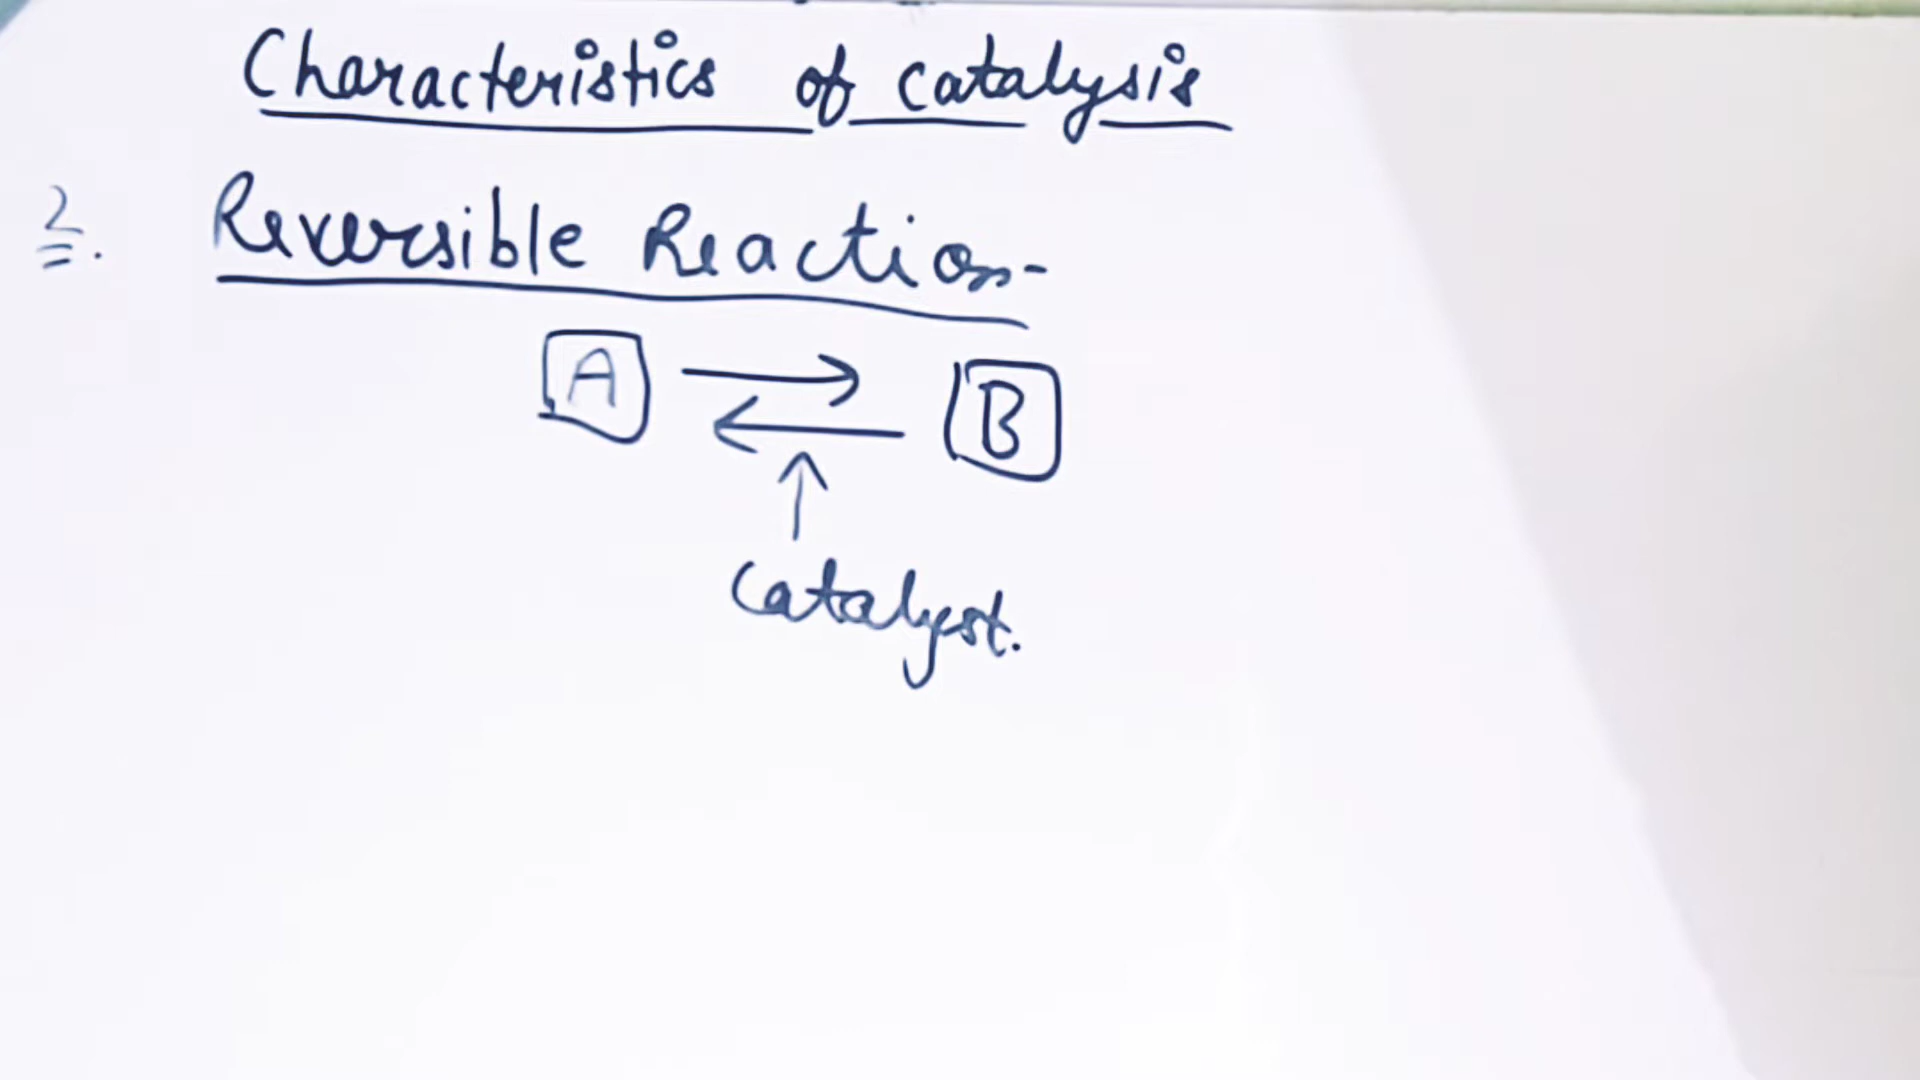 Characteristics of catalysis
2. Reversible Reaction-
A ⇄ B
↑
Catalyst.